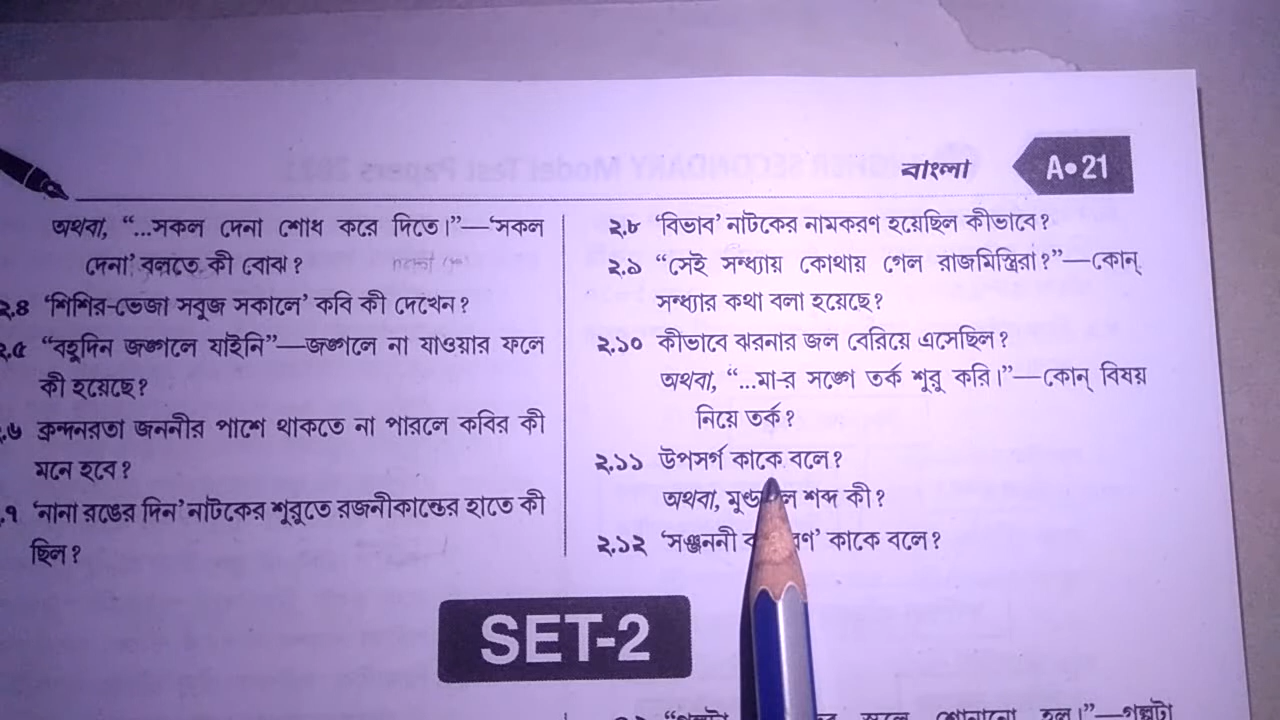 বাংলা
A•21
অথবা, “...সকল দেনা শোধ করে দিতে।”—‘সকল
দেনা’ বলতে কী বোঝ?
২.৪ ‘শিশির-ভেজা সবুজ সকালে’ কবি কী দেখেন?
২.৫ “বহুদিন জঙ্গলে যাইনি”—জঙ্গলে না যাওয়ার ফলে
কী হয়েছে?
২.৬ ক্রন্দনরতা জননীর পাশে থাকতে না পারলে কবির কী
মনে হবে?
.৭ ‘নানা রঙের দিন’ নাটকের শুরুতে রজনীকান্তের হাতে কী
ছিল?
২.৮ ‘বিভাব’ নাটকের নামকরণ হয়েছিল কীভাবে?
২.৯ “সেই সন্ধ্যায় কোথায় গেল রাজমিস্ত্রিরা?”—কোন্
সন্ধ্যার কথা বলা হয়েছে?
২.১০ কীভাবে ঝরনার জল বেরিয়ে এসেছিল?
অথবা, “...মা-র সঙ্গে তর্ক শুরু করি।”—কোন্ বিষয়
নিয়ে তর্ক?
২.১১ উপসর্গ কাকে বলে?
অথবা, শব্দ কী?
২.১২ ‘সঞ্জননী কাকে বলে?
SET-2